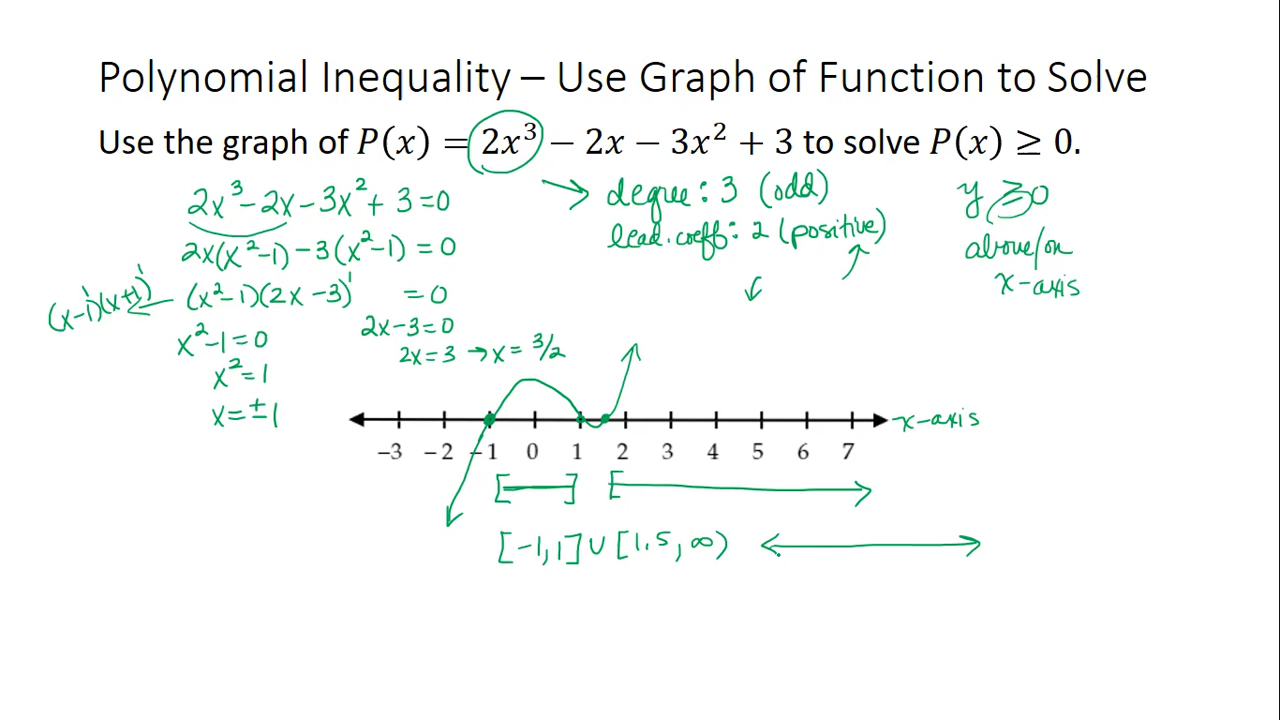 Polynomial Inequality – Use Graph of Function to Solve
Use the graph of P(x) = 2x³ − 2x − 3x² + 3 to solve P(x) ≥ 0.
2x³ − 2x − 3x² + 3 = 0
→ degree: 3 (odd)
y ≥ 0
lead. coeff: 2 (positive)
2x(x² − 1) − 3(x² − 1) = 0
above/on
x-axis
(x − 1)¹(x + 1)¹ ← (x² − 1)(2x − 3)¹ = 0
x² − 1 = 0
2x − 3 = 0
x² = 1
2x = 3 → x = 3/2
x = ± 1
x-axis
−3 −2 −1 0 1 2 3 4 5 6 7
[ ] [
[-1, 1] ∪ [1.5, ∞)